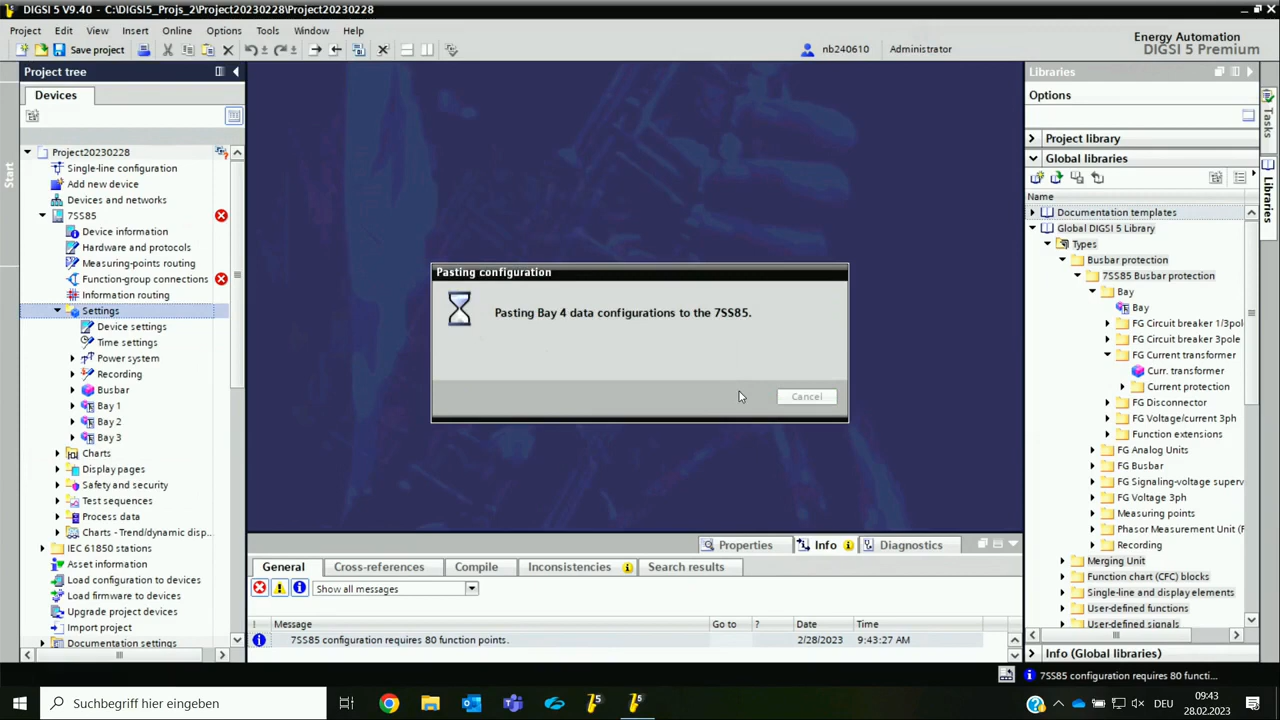 DIGSI 5 V9.40 - C:\DIGSI5_Projs_2\Project20230228\Project20230228
Project Edit View Insert Online Options Tools Window Help
Energy Automation
DIGSI 5 Premium
Save project
nb240610 Administrator
Project tree
Devices
Start
Project20230228
Single-line configuration
Add new device
Devices and networks
7SS85
Device information
Hardware and protocols
Measuring-points routing
Function-group connections
Information routing
Settings
Device settings
Time settings
Power system
Recording
Busbar
Bay 1
Bay 2
Bay 3
Charts
Display pages
Safety and security
Test sequences
Process data
Charts - Trend/dynamic disp...
IEC 61850 stations
Asset information
Load configuration to devices
Load firmware to devices
Upgrade project devices
Import project
Documentation settings
Pasting configuration
Pasting Bay 4 data configurations to the 7SS85.
Cancel
Properties Info Diagnostics
General Cross-references Compile Inconsistencies Search results
Show all messages
! Message Go to ? Date Time
7SS85 configuration requires 80 function points. 2/28/2023 9:43:27 AM
Libraries
Options
Project library
Global libraries
Name
Documentation templates
Global DIGSI 5 Library
Types
Busbar protection
7SS85 Busbar protection
Bay
Bay
FG Circuit breaker 1/3pol
FG Circuit breaker 3pole
FG Current transformer
Curr. transformer
Current protection
FG Disconnector
FG Voltage/current 3ph
Function extensions
FG Analog Units
FG Busbar
FG Signaling-voltage superv
FG Voltage 3ph
Measuring points
Phasor Measurement Unit (P
Recording
Merging Unit
Function chart (CFC) blocks
Single-line and display elements
User-defined functions
User-defined signals
Info (Global libraries)
Tasks
Libraries
7SS85 configuration requires 80 functi...
Suchbegriff hier eingeben
DEU
09:43
28.02.2023